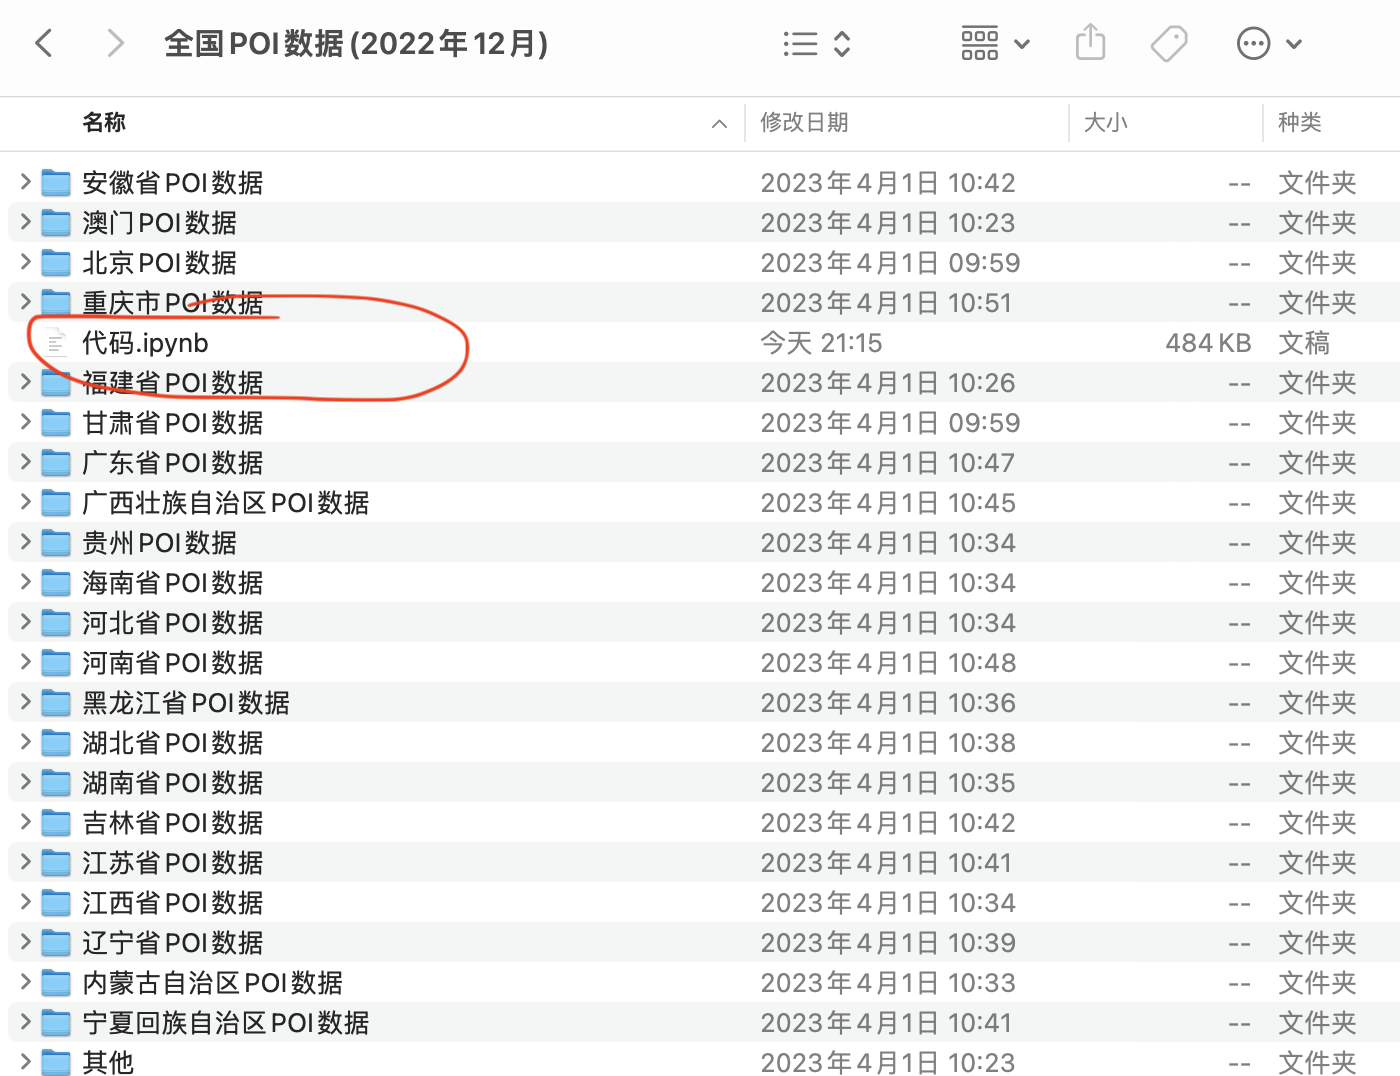 全国POI数据(2022年12月)
名称 修改日期 大小 种类
安徽省POI数据 2023年4月1日 10:42 -- 文件夹
澳门POI数据 2023年4月1日 10:23 -- 文件夹
北京POI数据 2023年4月1日 09:59 -- 文件夹
重庆市POI数据 2023年4月1日 10:51 -- 文件夹
代码.ipynb 今天 21:15 484 KB 文稿
福建省POI数据 2023年4月1日 10:26 -- 文件夹
甘肃省POI数据 2023年4月1日 09:59 -- 文件夹
广东省POI数据 2023年4月1日 10:47 -- 文件夹
广西壮族自治区POI数据 2023年4月1日 10:45 -- 文件夹
贵州POI数据 2023年4月1日 10:34 -- 文件夹
海南省POI数据 2023年4月1日 10:34 -- 文件夹
河北省POI数据 2023年4月1日 10:34 -- 文件夹
河南省POI数据 2023年4月1日 10:48 -- 文件夹
黑龙江省POI数据 2023年4月1日 10:36 -- 文件夹
湖北省POI数据 2023年4月1日 10:38 -- 文件夹
湖南省POI数据 2023年4月1日 10:35 -- 文件夹
吉林省POI数据 2023年4月1日 10:42 -- 文件夹
江苏省POI数据 2023年4月1日 10:41 -- 文件夹
江西省POI数据 2023年4月1日 10:34 -- 文件夹
辽宁省POI数据 2023年4月1日 10:39 -- 文件夹
内蒙古自治区POI数据 2023年4月1日 10:33 -- 文件夹
宁夏回族自治区POI数据 2023年4月1日 10:41 -- 文件夹
其他 2023年4月1日 10:23 -- 文件夹